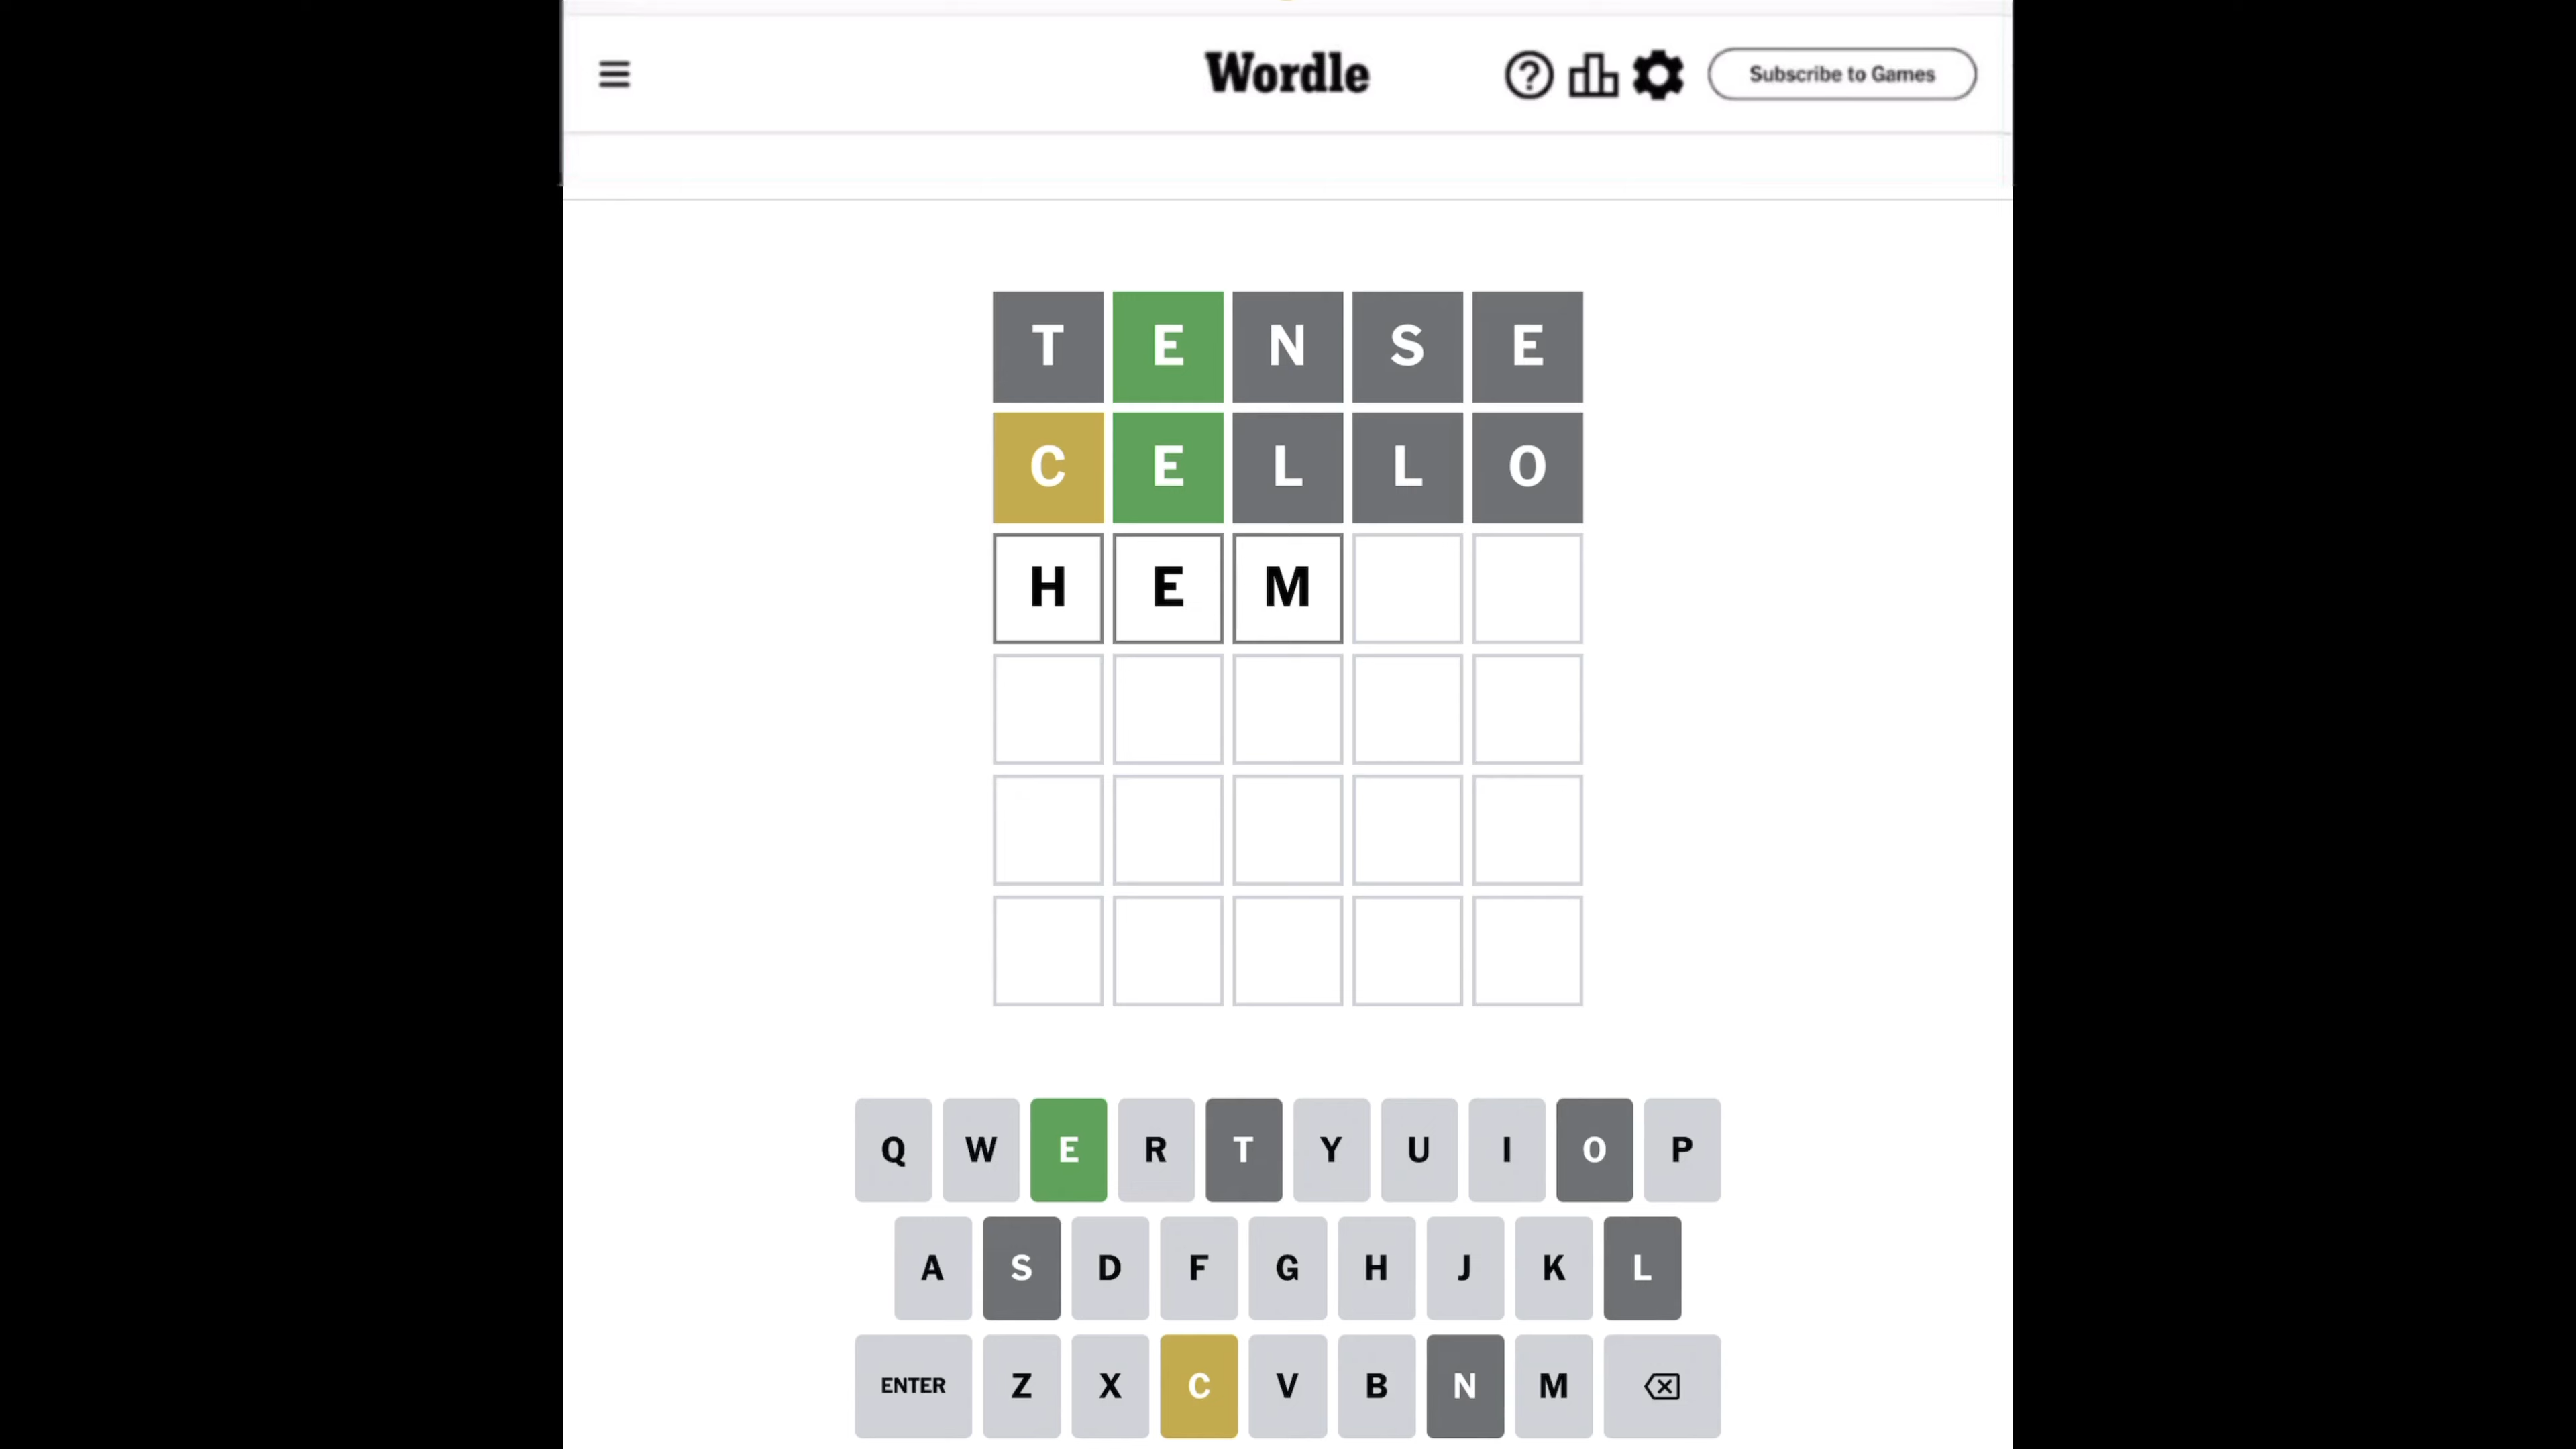 Wordle
Subscribe to Games
T E N S E
C E L L O
H E M
Q W E R T Y U I O P
A S D F G H J K L
ENTER Z X C V B N M